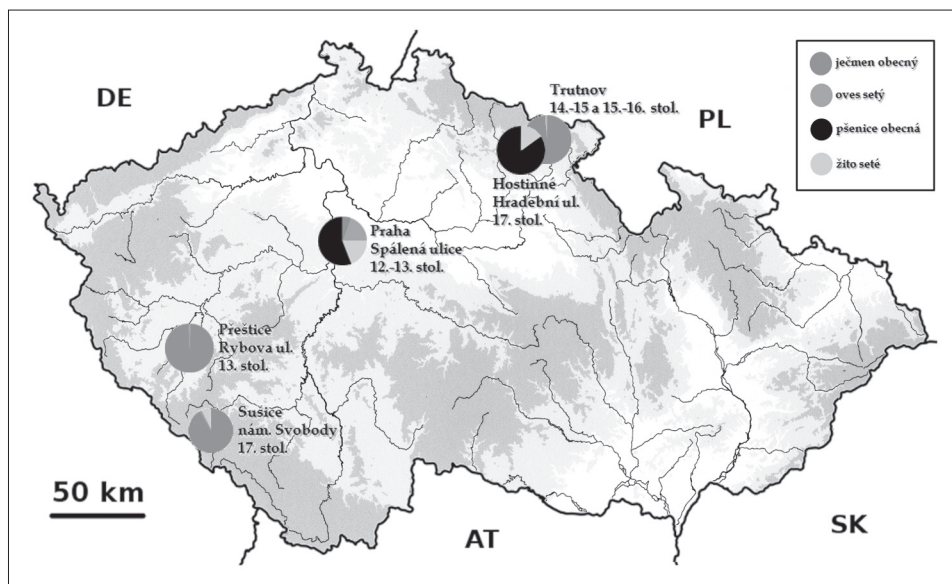 DE
PL
AT
SK
50 km
ječmen obecný
oves setý
pšenice obecná
žito seté
Trutnov
14.-15 a 15.-16. stol.
Hostinné
Hradební ul.
17. stol.
Praha
Spálená ulice
12.-13. stol.
Přeštice
Rybova ul.
13. stol.
Sušice
nám. Svobody
17. stol.